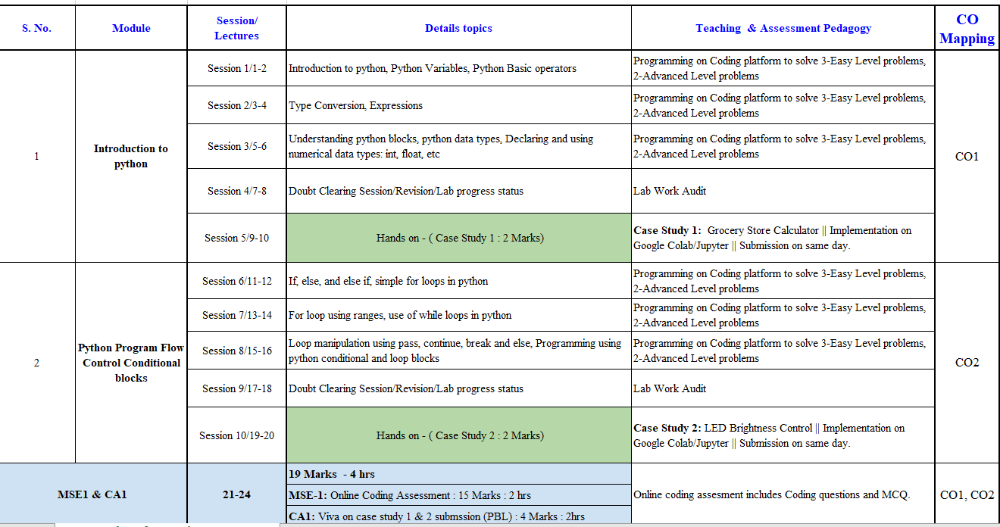 S. No.
Module
Session/
Lectures
Details topics
Teaching & Assessment Pedagogy
CO
Mapping
1
Introduction to
python
Session 1/1-2
Introduction to python, Python Variables, Python Basic operators
Programming on Coding platform to solve 3-Easy Level problems,
2-Advanced Level problems
CO1
Session 2/3-4
Type Conversion, Expressions
Programming on Coding platform to solve 3-Easy Level problems,
2-Advanced Level problems
Session 3/5-6
Understanding python blocks, python data types, Declaring and using
numerical data types: int, float, etc
Programming on Coding platform to solve 3-Easy Level problems,
2-Advanced Level problems
Session 4/7-8
Doubt Clearing Session/Revision/Lab progress status
Lab Work Audit
Session 5/9-10
Hands on - ( Case Study 1 : 2 Marks)
Case Study 1: Grocery Store Calculator || Implementation on
Google Colab/Jupyter || Submission on same day.
2
Python Program Flow
Control Conditional
blocks
Session 6/11-12
If, else, and else if, simple for loops in python
Programming on Coding platform to solve 3-Easy Level problems,
2-Advanced Level problems
CO2
Session 7/13-14
For loop using ranges, use of while loops in python
Programming on Coding platform to solve 3-Easy Level problems,
2-Advanced Level problems
Session 8/15-16
Loop manipulation using pass, continue, break and else, Programming using
python conditional and loop blocks
Programming on Coding platform to solve 3-Easy Level problems,
2-Advanced Level problems
Session 9/17-18
Doubt Clearing Session/Revision/Lab progress status
Lab Work Audit
Session 10/19-20
Hands on - ( Case Study 2 : 2 Marks)
Case Study 2: LED Brightness Control || Implementation on
Google Colab/Jupyter || Submission on same day.
MSE1 & CA1
21-24
19 Marks - 4 hrs
MSE-1: Online Coding Assessment : 15 Marks : 2 hrs
CA1: Viva on case study 1 & 2 submssion (PBL) : 4 Marks : 2hrs
Online coding assesment includes Coding questions and MCQ.
CO1, CO2